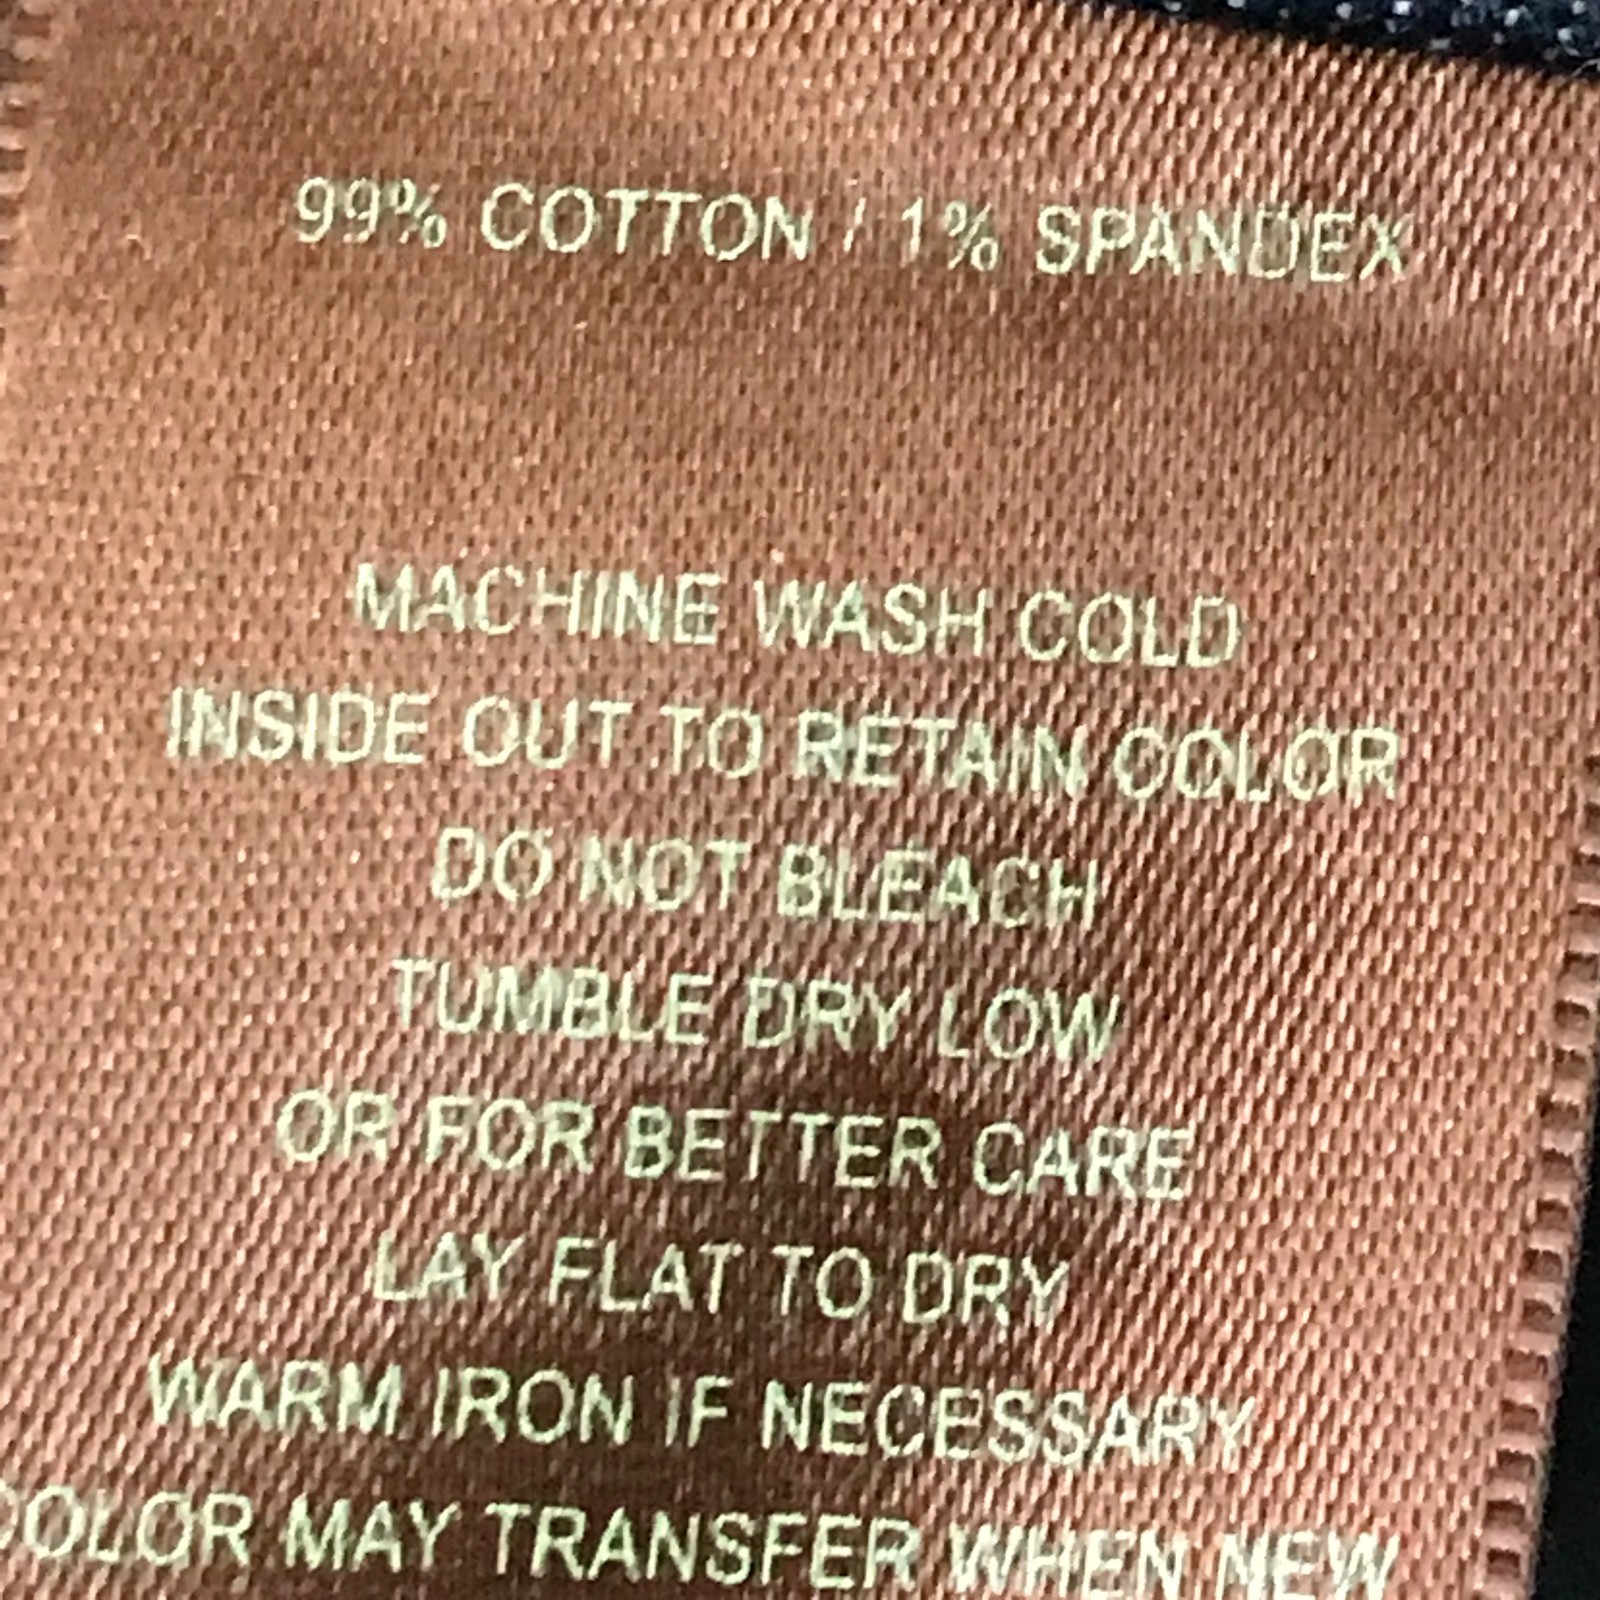 99% COTTON / 1% SPANDEX
MACHINE WASH COLD
INSIDE OUT TO RETAIN COLOR
DO NOT BLEACH
TUMBLE DRY LOW
OR FOR BETTER CARE
LAY FLAT TO DRY
WARM IRON IF NECESSARY
COLOR MAY TRANSFER WHEN NEW